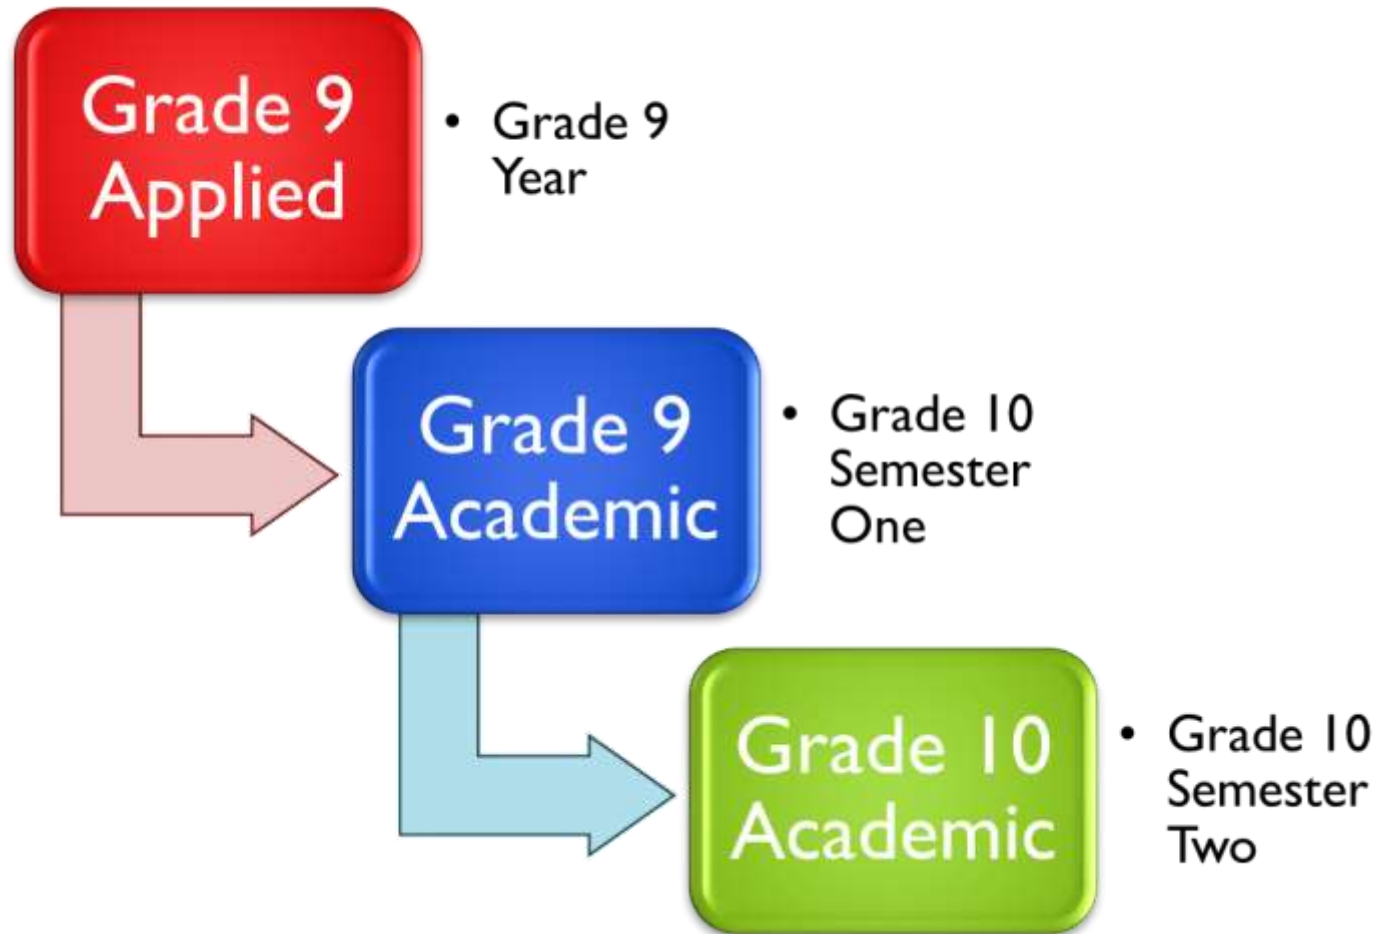 Grade 9
Applied
• Grade 9
Year
Grade 9
Academic
• Grade 10
Semester
One
Grade 10
Academic
• Grade 10
Semester
Two